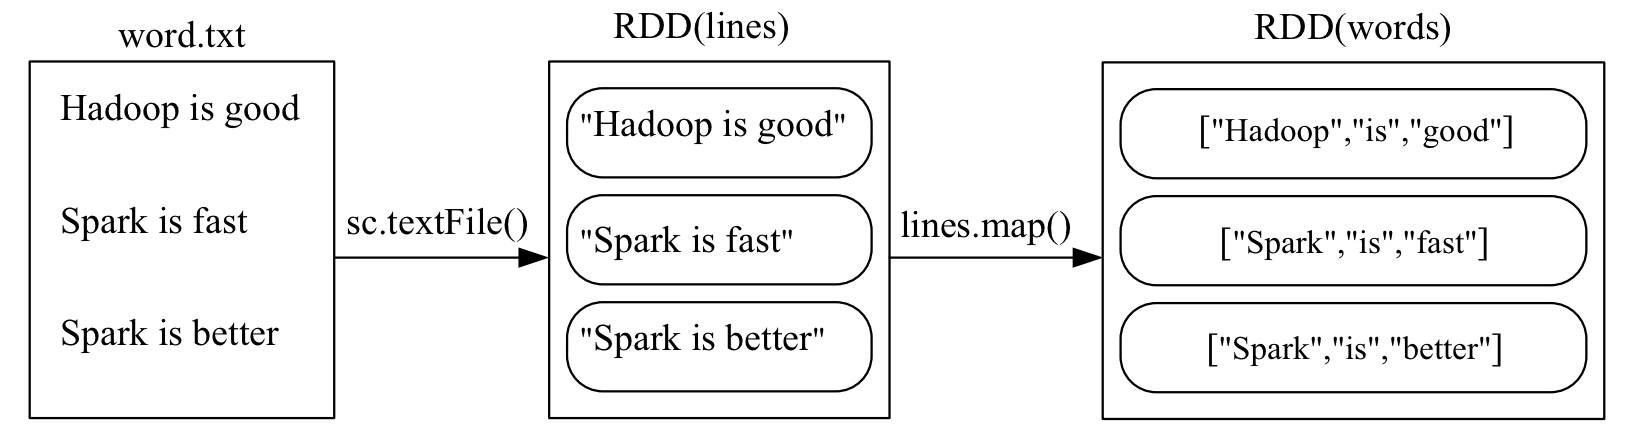 word.txt
Hadoop is good
Spark is fast
Spark is better
sc.textFile()
RDD(lines)
"Hadoop is good"
"Spark is fast"
"Spark is better"
lines.map()
RDD(words)
["Hadoop","is","good"]
["Spark","is","fast"]
["Spark","is","better"]